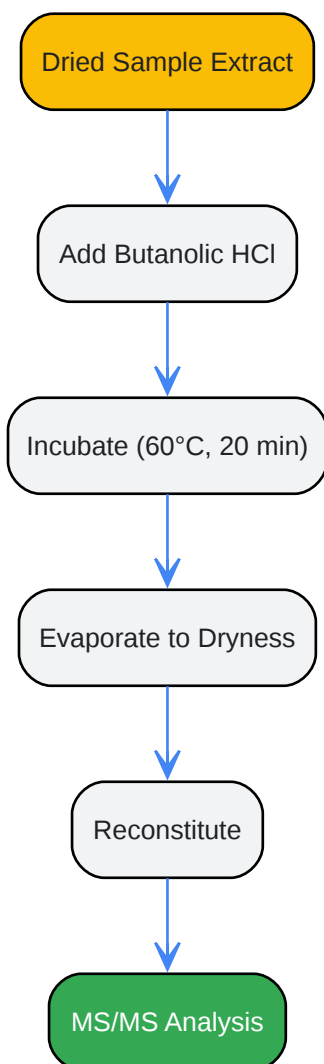 Dried Sample Extract
Add Butanolic HCl
Incubate (60°C, 20 min)
Evaporate to Dryness
Reconstitute
MS/MS Analysis